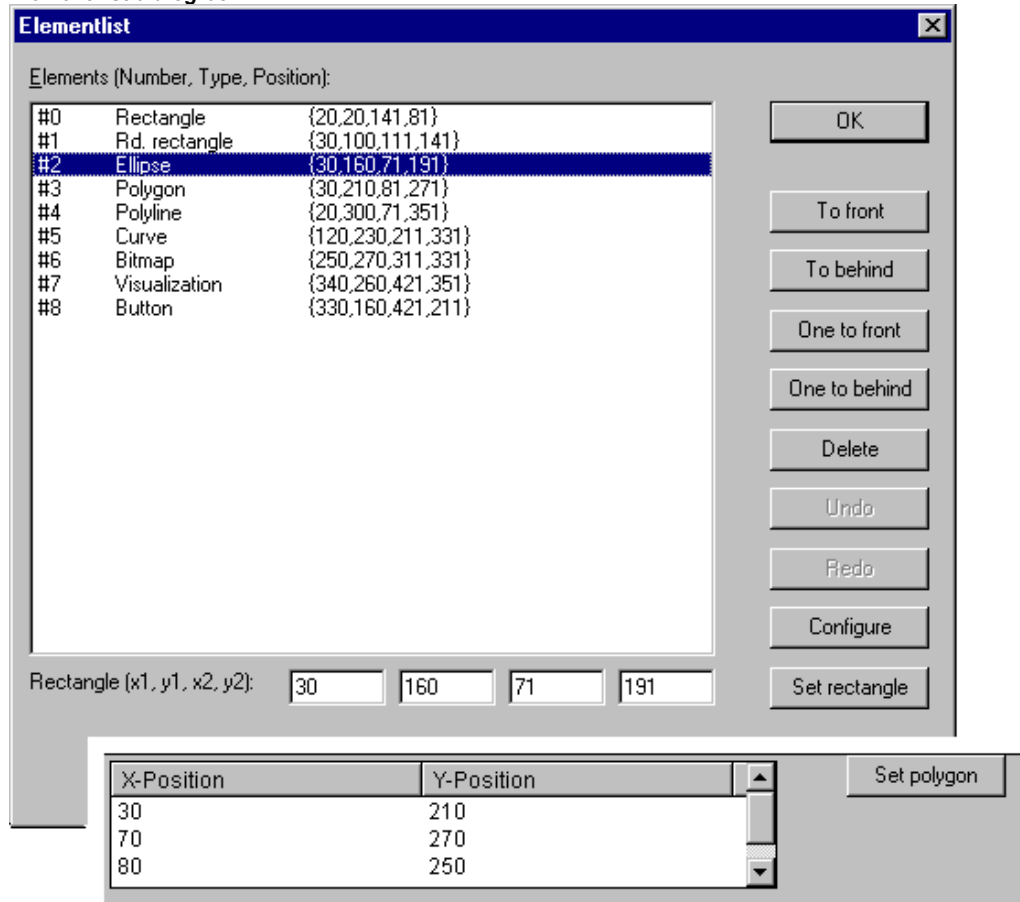 Elementlist
Elements (Number, Type, Position):
#0 Rectangle {20,20,141,81}
#1 Rd. rectangle {30,100,111,141}
#2 Ellipse {30,160,71,191}
#3 Polygon {30,210,81,271}
#4 Polyline {20,300,71,351}
#5 Curve {120,230,211,331}
#6 Bitmap {250,270,311,331}
#7 Visualization {340,260,421,351}
#8 Button {330,160,421,211}
OK
To front
To behind
One to front
One to behind
Delete
Undo
Redo
Configure
Rectangle (x1, y1, x2, y2): 30 160 71 191 Set rectangle
X-Position Y-Position Set polygon
30 210
70 270
80 250